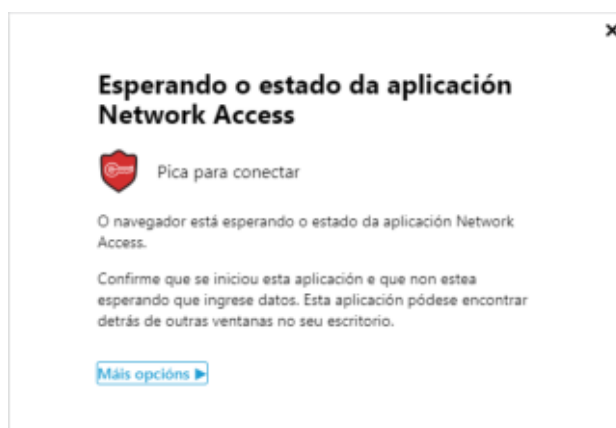 Esperando o estado da aplicación
Network Access
Pica para conectar
O navegador está esperando o estado da aplicación Network
Access.
Confirme que se iniciou esta aplicación e que non estea
esperando que ingrese datos. Esta aplicación pódese encontrar
detrás de outras ventanas no seu escritorio.
Máis opcións ▶